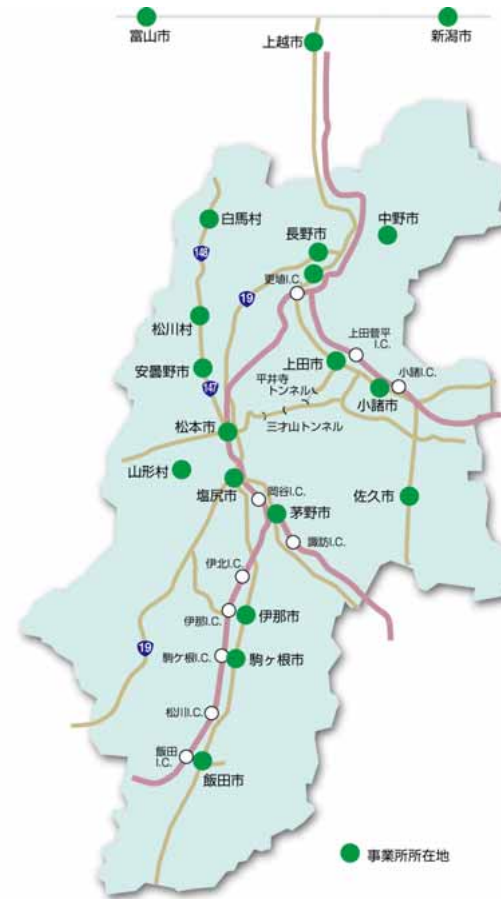 富山市
上越市
新潟市
白馬村
中野市
長野市
148
更埴I.C.
19
松川村
上田菅平
I.C.
上田市
小諸I.C.
安曇野市
平井寺
トンネル
147
小諸市
松本市
三才山トンネル
山形村
塩尻市
岡谷I.C.
佐久市
茅野市
諏訪I.C.
伊北I.C.
伊那I.C.
伊那市
19
駒ケ根I.C.
駒ヶ根市
松川I.C.
飯田
I.C.
飯田市
事業所所在地